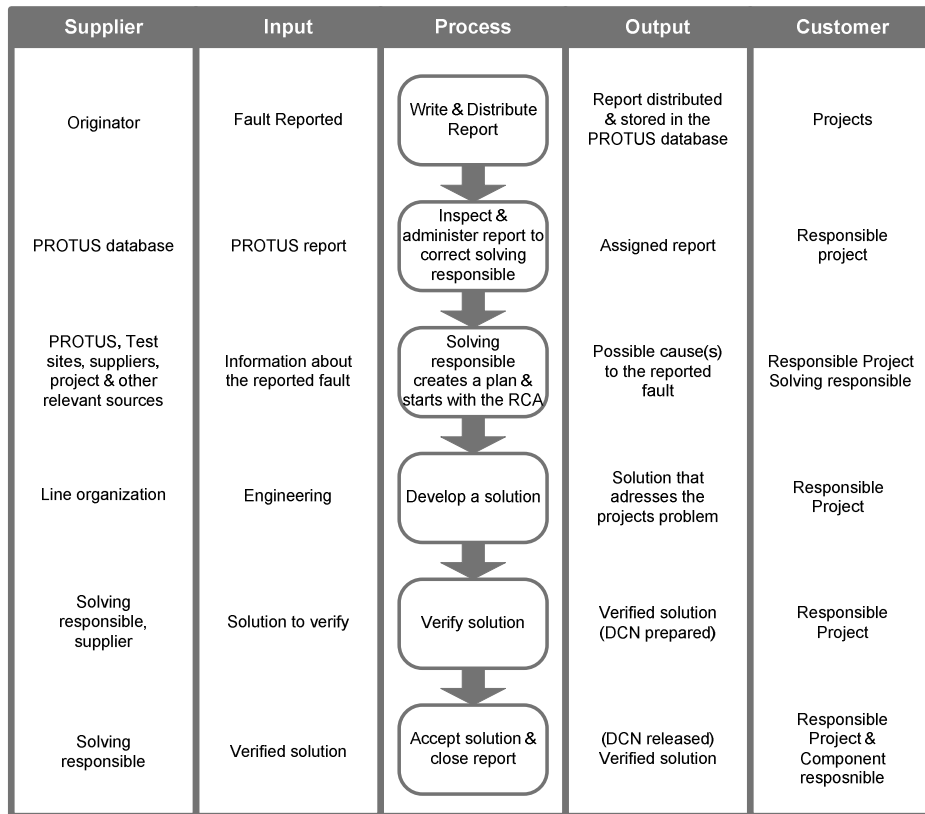 Supplier
Input
Process
Output
Customer
Originator
Fault Reported
Write & Distribute
Report
Report distributed
& stored in the
PROTUS database
Projects
PROTUS database
PROTUS report
Inspect &
administer report to
correct solving
responsible
Assigned report
Responsible
project
PROTUS, Test
sites, suppliers,
project & other
relevant sources
Information about
the reported fault
Solving
responsible
creates a plan &
starts with the RCA
Possible cause(s)
to the reported
fault
Responsible Project
Solving responsible
Line organization
Engineering
Develop a solution
Solution that
adresses the
projects problem
Responsible
Project
Solving
responsible,
supplier
Solution to verify
Verify solution
Verified solution
(DCN prepared)
Responsible
Project
Solving
responsible
Verified solution
Accept solution &
close report
(DCN released)
Verified solution
Responsible
Project &
Component
resposnible